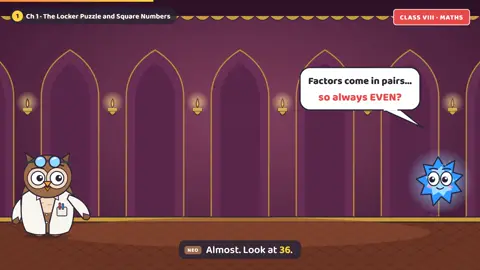 1 Ch 1 - The Locker Puzzle and Square Numbers
CLASS VIII - MATHS
Factors come in pairs...
so always EVEN?
NEO Almost. Look at 36.